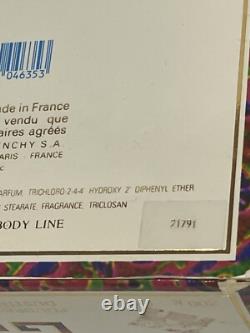 046353
ade in France
vendu que
aires agréés
NCHY S.A.
PARIS - FRANCE
ARFUM, TRICHLORO-2-4-4' HYDROXY 2' DIPHENYL ETHER
STEARATE, FRAGRANCE, TRICLOSAN
BODY LINE
21791